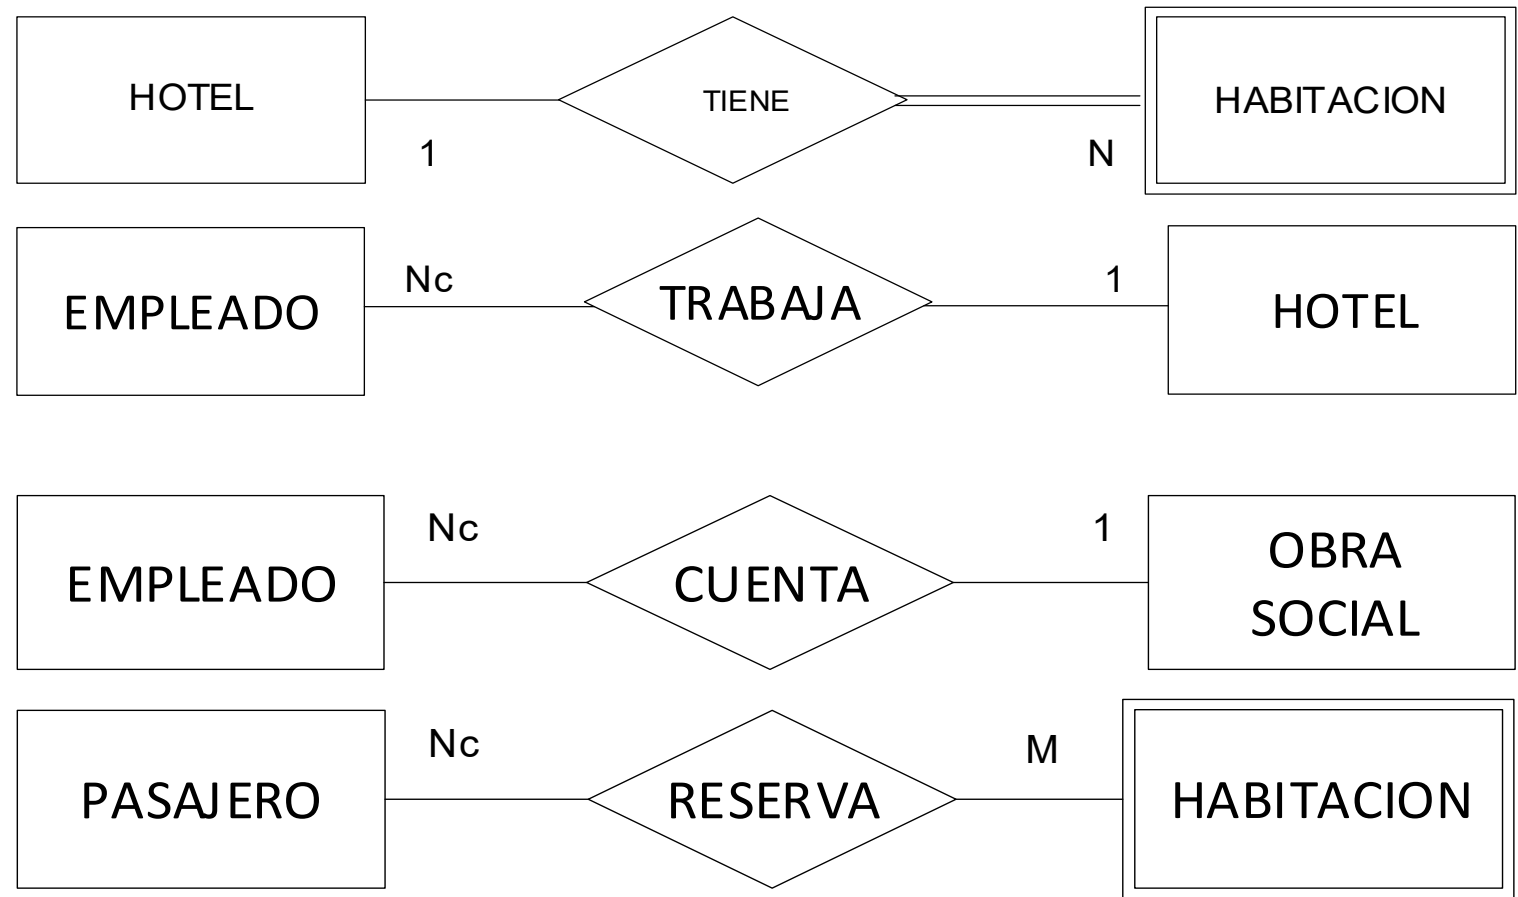 HOTEL
TIENE
HABITACION
1
N
EMPLEADO
Nc
TRABAJA
1
HOTEL
EMPLEADO
Nc
CUENTA
1
OBRA
SOCIAL
PASAJERO
Nc
RESERVA
M
HABITACION